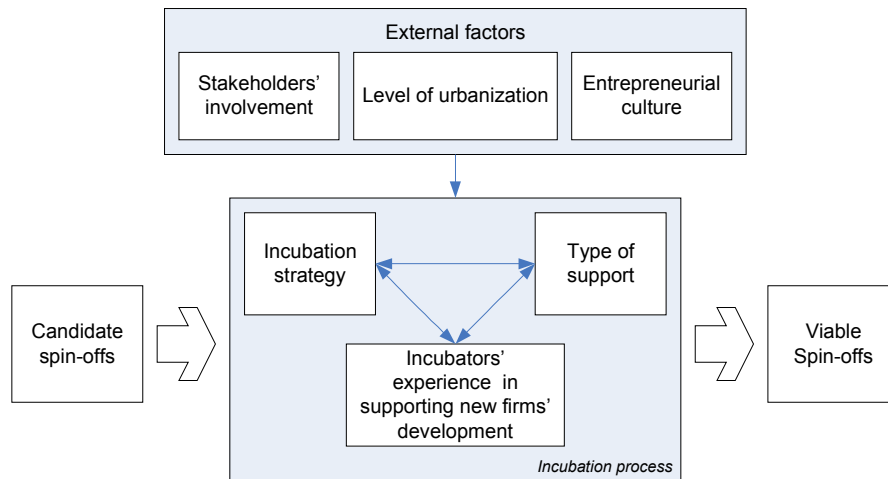 External factors
Stakeholders'
involvement
Level of urbanization
Entrepreneurial
culture
Incubation
strategy
Type of
support
Candidate
spin-offs
Viable
Spin-offs
Incubators'
experience in
supporting new firms'
development
Incubation process